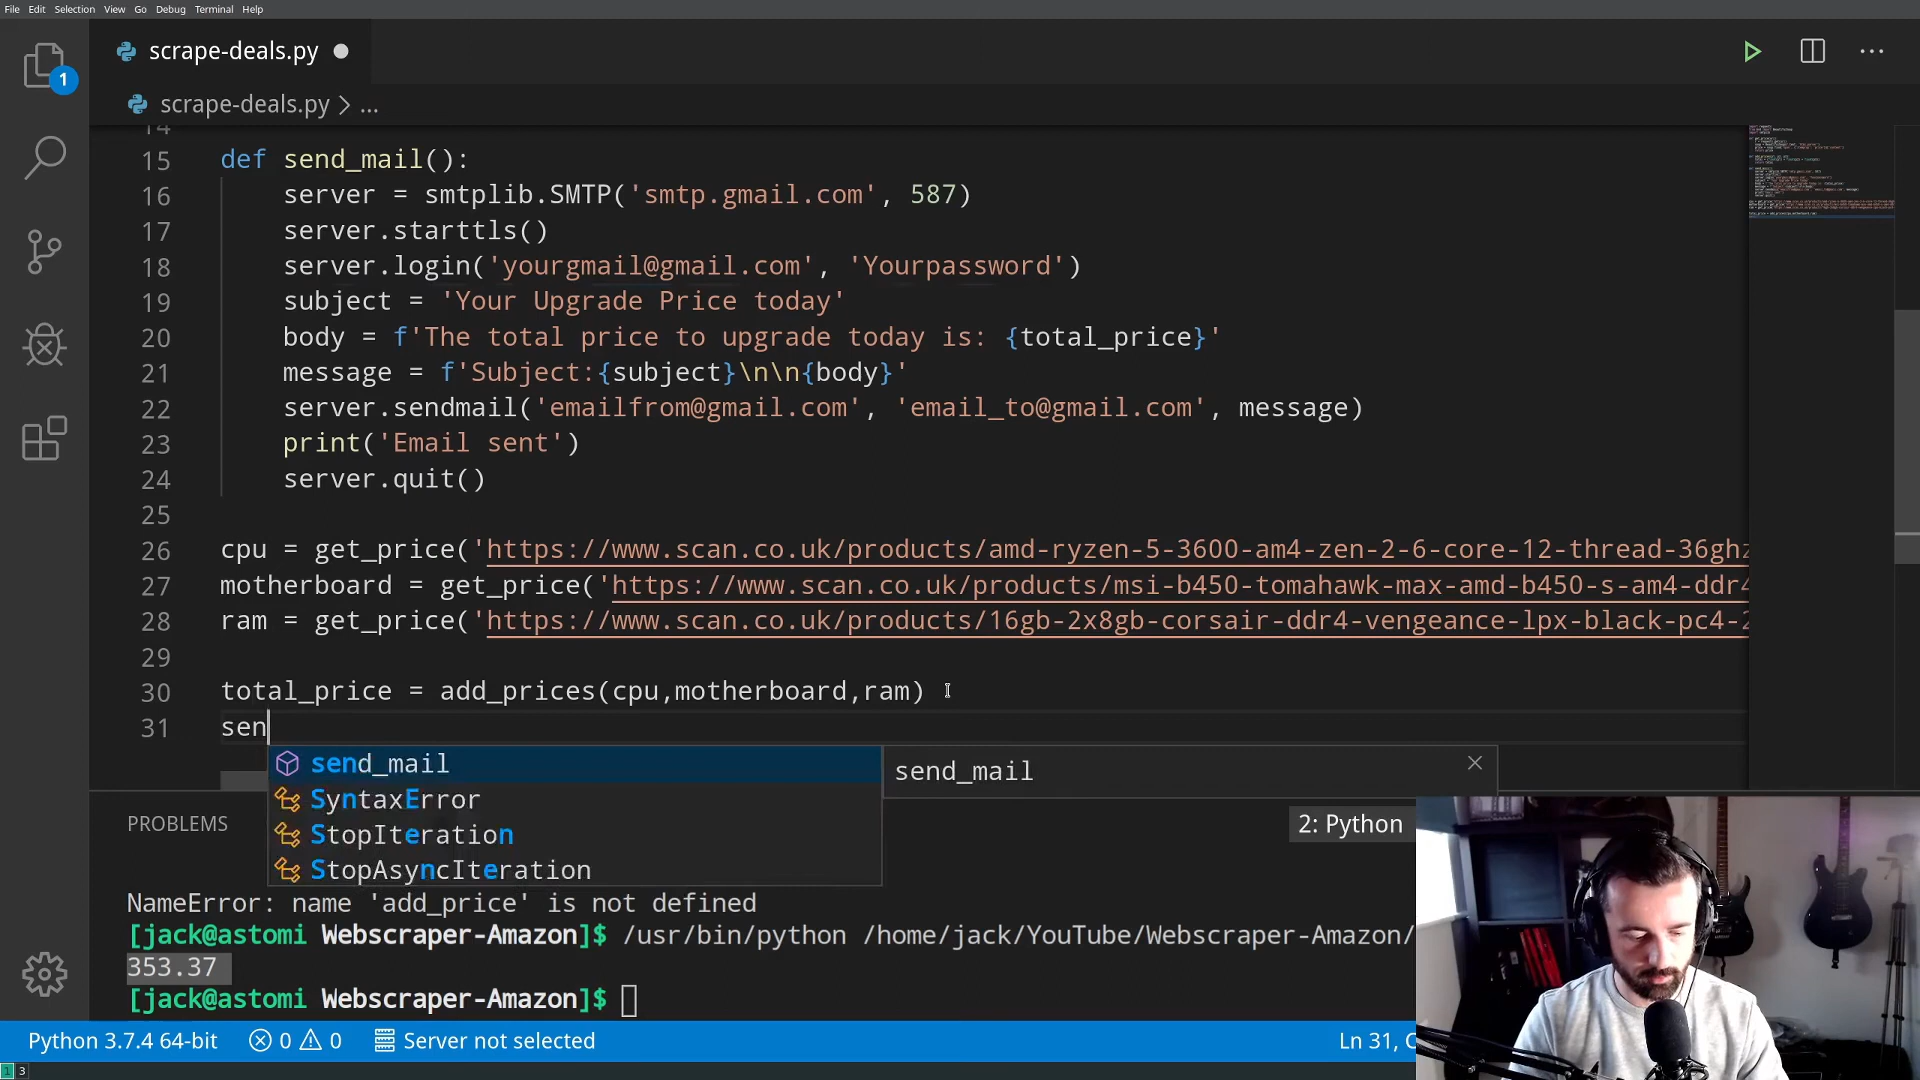 File Edit Selection View Go Debug Terminal Help
scrape-deals.py
1
scrape-deals.py > ...
14
15 def send_mail():
16 server = smtplib.SMTP('smtp.gmail.com', 587)
17 server.starttls()
18 server.login('yourgmail@gmail.com', 'Yourpassword')
19 subject = 'Your Upgrade Price today'
20 body = f'The total price to upgrade today is: {total_price}'
21 message = f'Subject:{subject}\n\n{body}'
22 server.sendmail('emailfrom@gmail.com', 'email_to@gmail.com', message)
23 print('Email sent')
24 server.quit()
25
26 cpu = get_price('https://www.scan.co.uk/products/amd-ryzen-5-3600-am4-zen-2-6-core-12-thread-36ghz
27 motherboard = get_price('https://www.scan.co.uk/products/msi-b450-tomahawk-max-amd-b450-s-am4-ddr4
28 ram = get_price('https://www.scan.co.uk/products/16gb-2x8gb-corsair-ddr4-vengeance-lpx-black-pc4-2
29
30 total_price = add_prices(cpu,motherboard,ram)
31 sen
send_mail send_mail
SyntaxError
StopIteration
StopAsyncIteration
PROBLEMS 2: Python
NameError: name 'add_price' is not defined
[jack@astomi Webscraper-Amazon]$ /usr/bin/python /home/jack/YouTube/Webscraper-Amazon/
353.37
[jack@astomi Webscraper-Amazon]$
Python 3.7.4 64-bit 0 0 Server not selected Ln 31, C
1 3